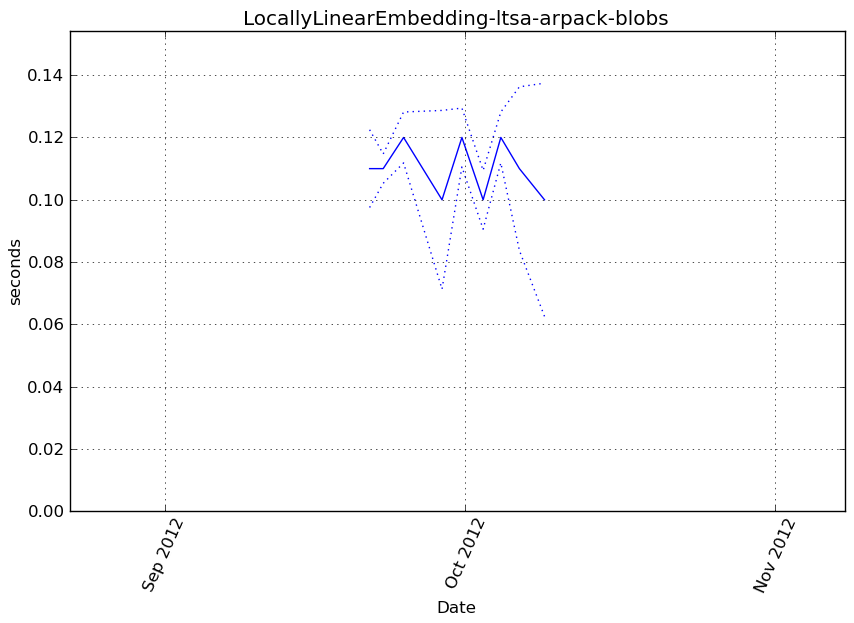 LocallyLinearEmbedding-ltsa-arpack-blobs
0.14
0.12
0.10
0.08
0.06
0.04
0.02
0.00
seconds
Sep 2012
Oct 2012
Nov 2012
Date